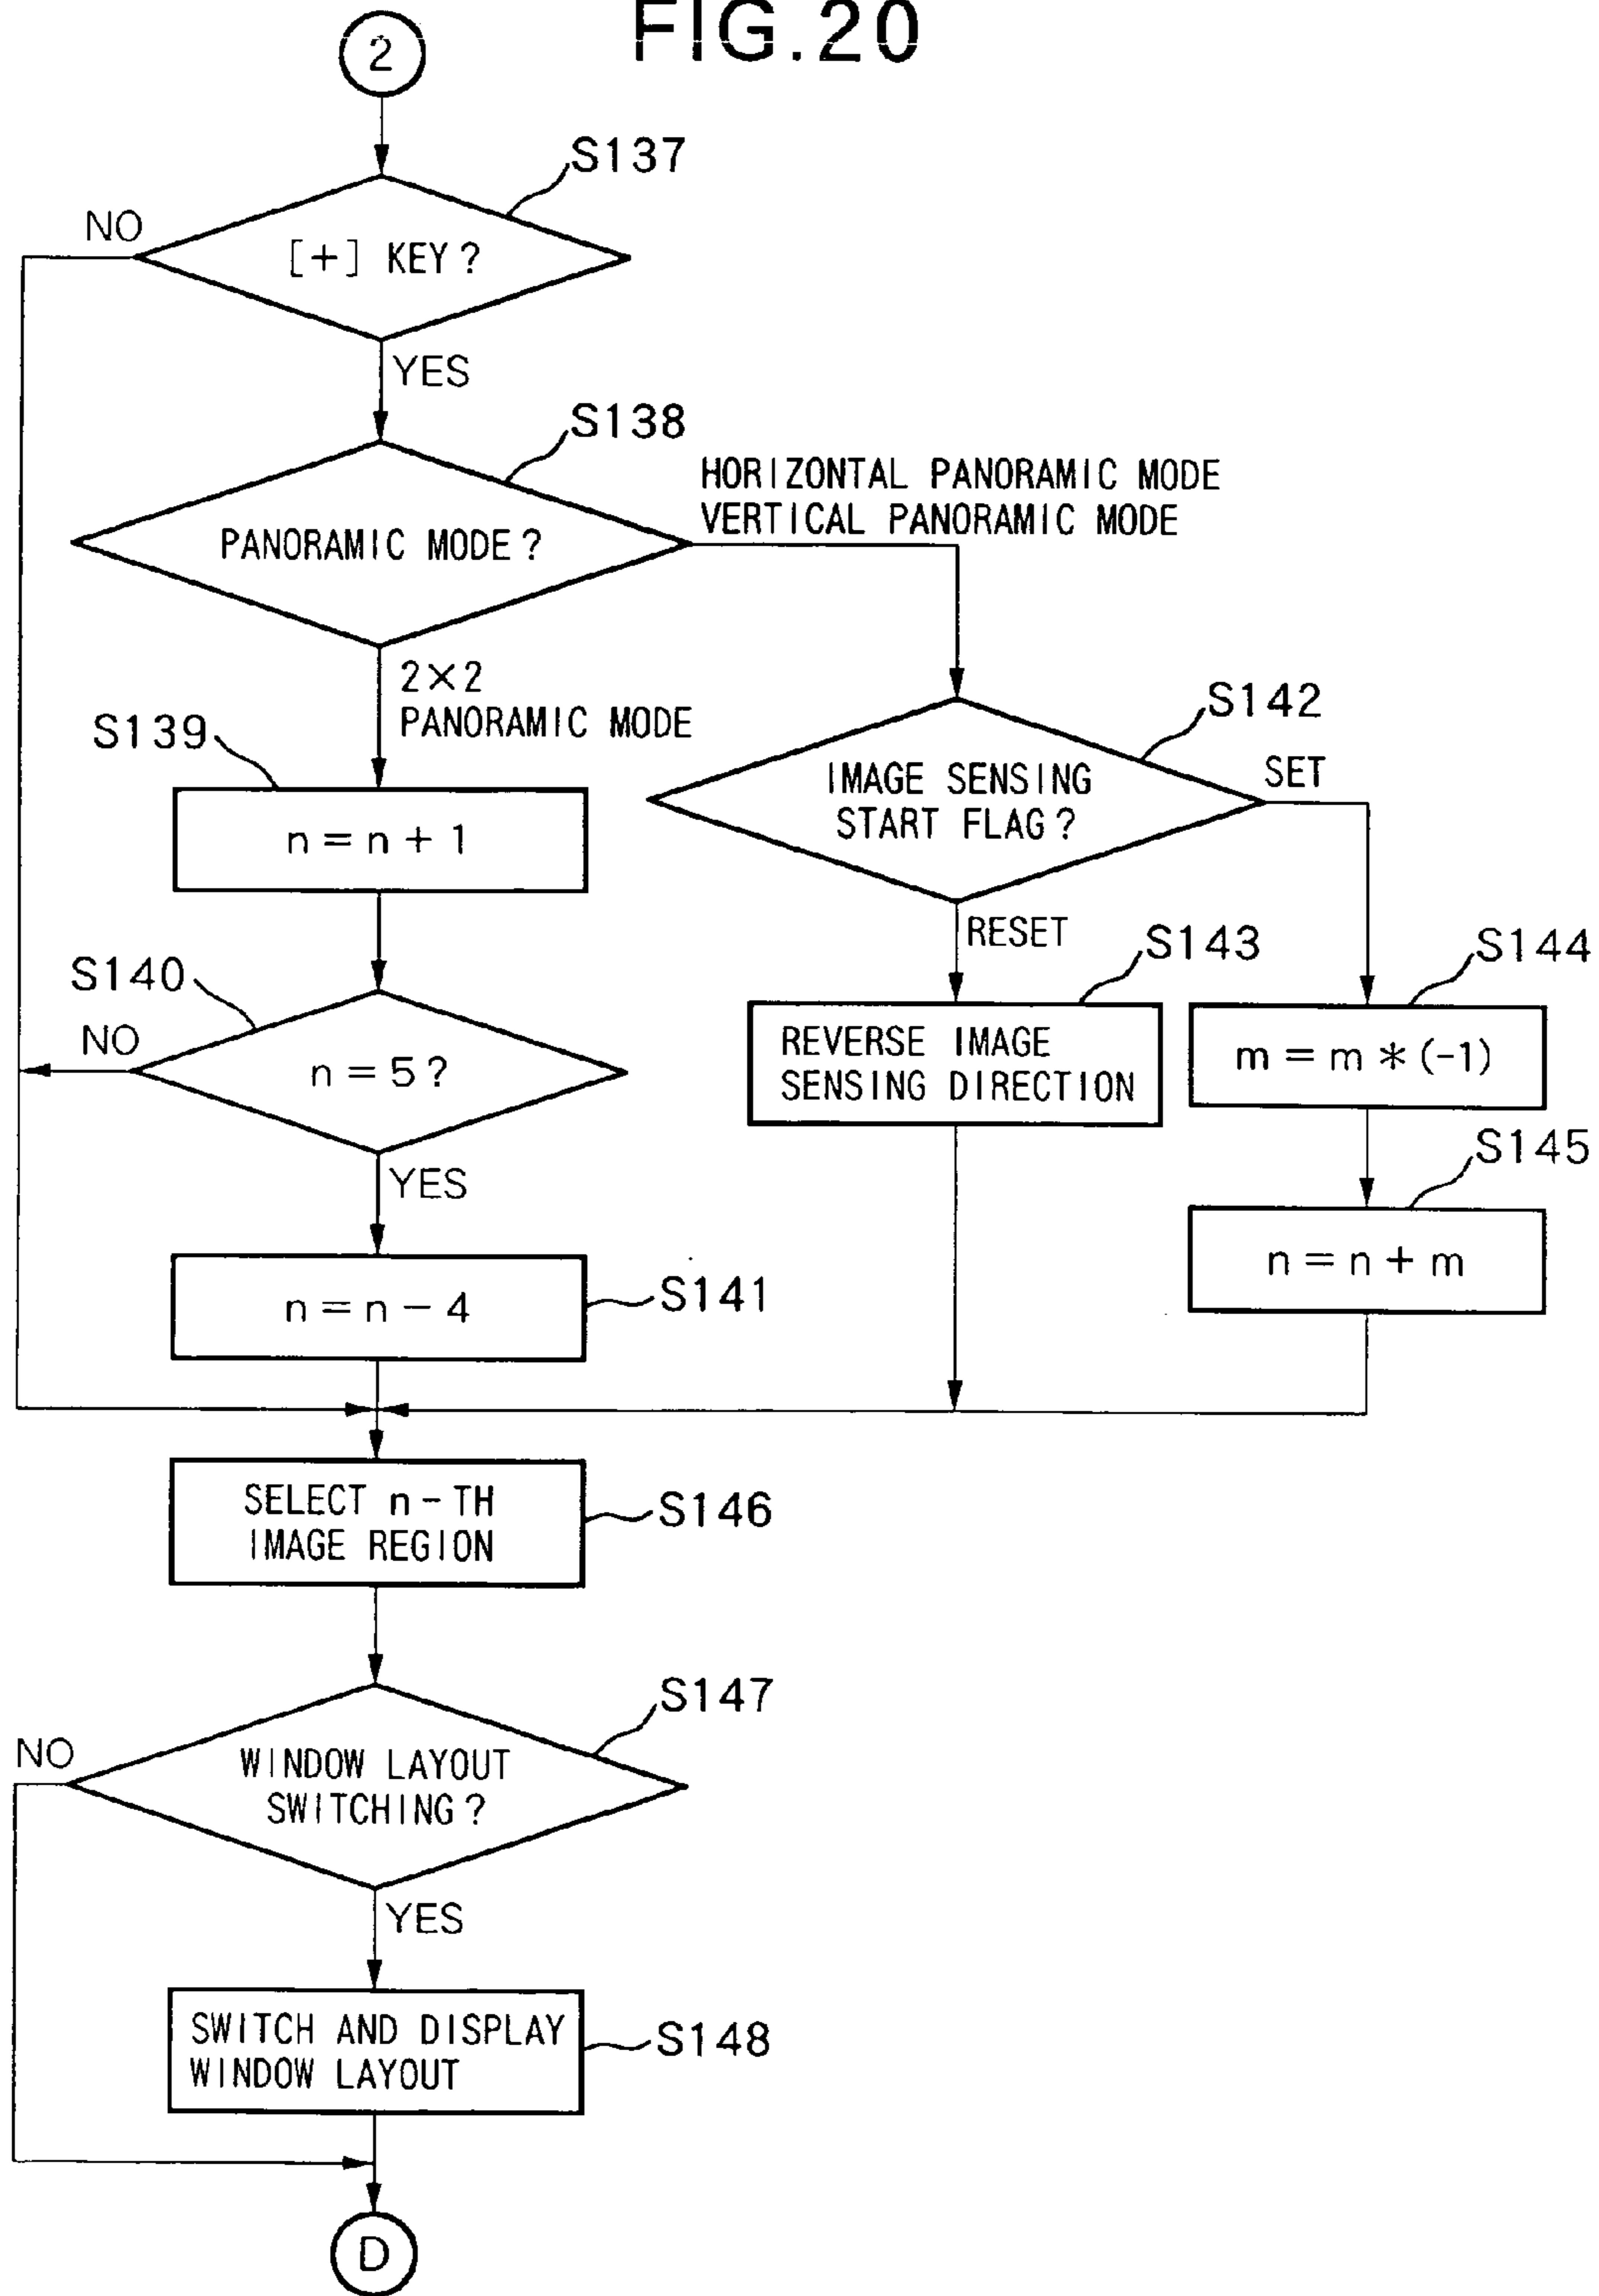 FIG.20
2
S137
NO
[+] KEY?
YES
S138
HORIZONTAL PANORAMIC MODE
VERTICAL PANORAMIC MODE
PANORAMIC MODE?
2×2
PANORAMIC MODE
S139
n = n + 1
S142
IMAGE SENSING
START FLAG?
SET
RESET
S140
NO
n = 5?
YES
S143
REVERSE IMAGE
SENSING DIRECTION
S144
m = m * (-1)
S145
n = n + m
n = n - 4
S141
SELECT n-TH
IMAGE REGION
S146
S147
NO
WINDOW LAYOUT
SWITCHING?
YES
SWITCH AND DISPLAY
WINDOW LAYOUT
S148
D